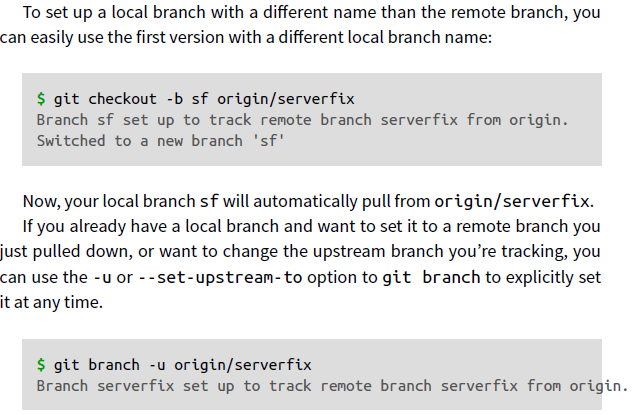 To set up a local branch with a different name than the remote branch, you
can easily use the first version with a different local branch name:
$ git checkout -b sf origin/serverfix
Branch sf set up to track remote branch serverfix from origin.
Switched to a new branch 'sf'
Now, your local branch sf will automatically pull from origin/serverfix.
If you already have a local branch and want to set it to a remote branch you
just pulled down, or want to change the upstream branch you’re tracking, you
can use the -u or --set-upstream-to option to git branch to explicitly set
it at any time.
$ git branch -u origin/serverfix
Branch serverfix set up to track remote branch serverfix from origin.